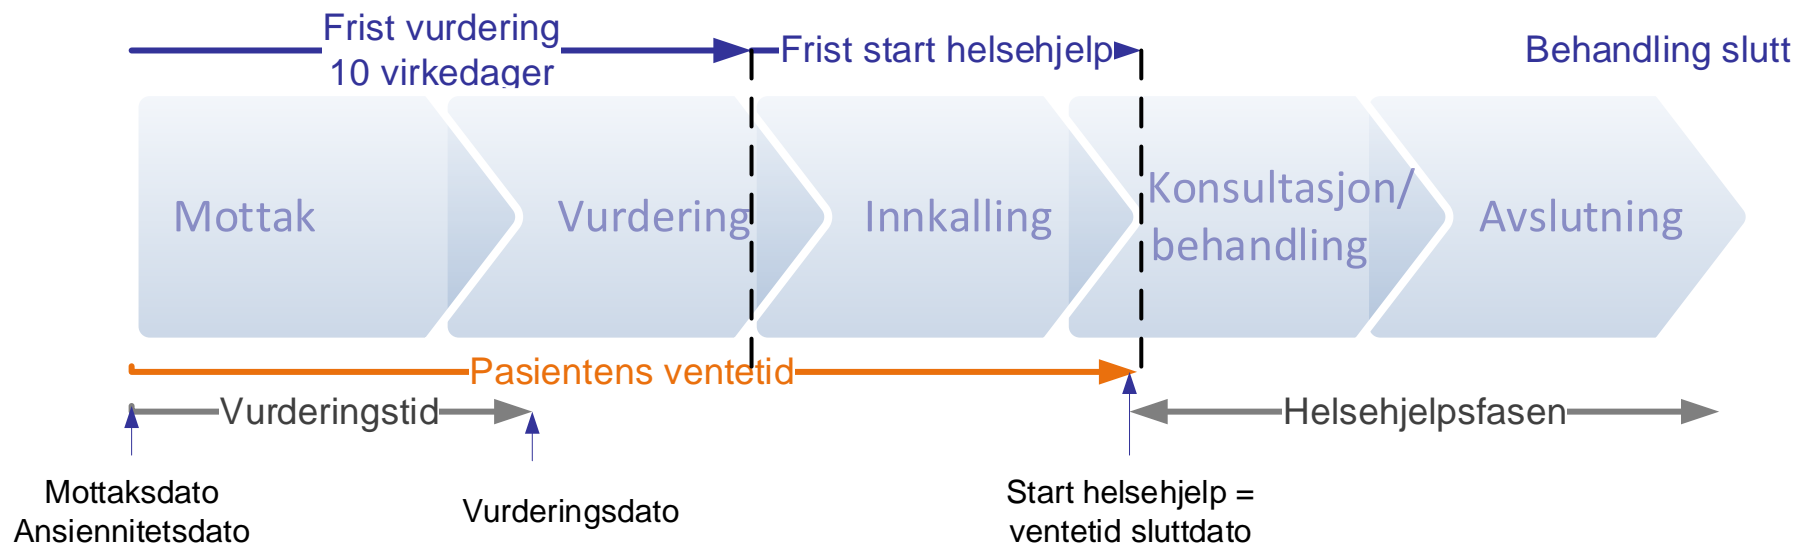 Frist vurdering
10 virkedager
Frist start helsehjelp
Behandling slutt
Mottak
Vurdering
Innkalling
Konsultasjon/
behandling
Avslutning
Pasientens ventetid
Vurderingstid
Helsehjelpsfasen
Mottaksdato
Ansiennitetsdato
Vurderingsdato
Start helsehjelp =
ventetid sluttdato